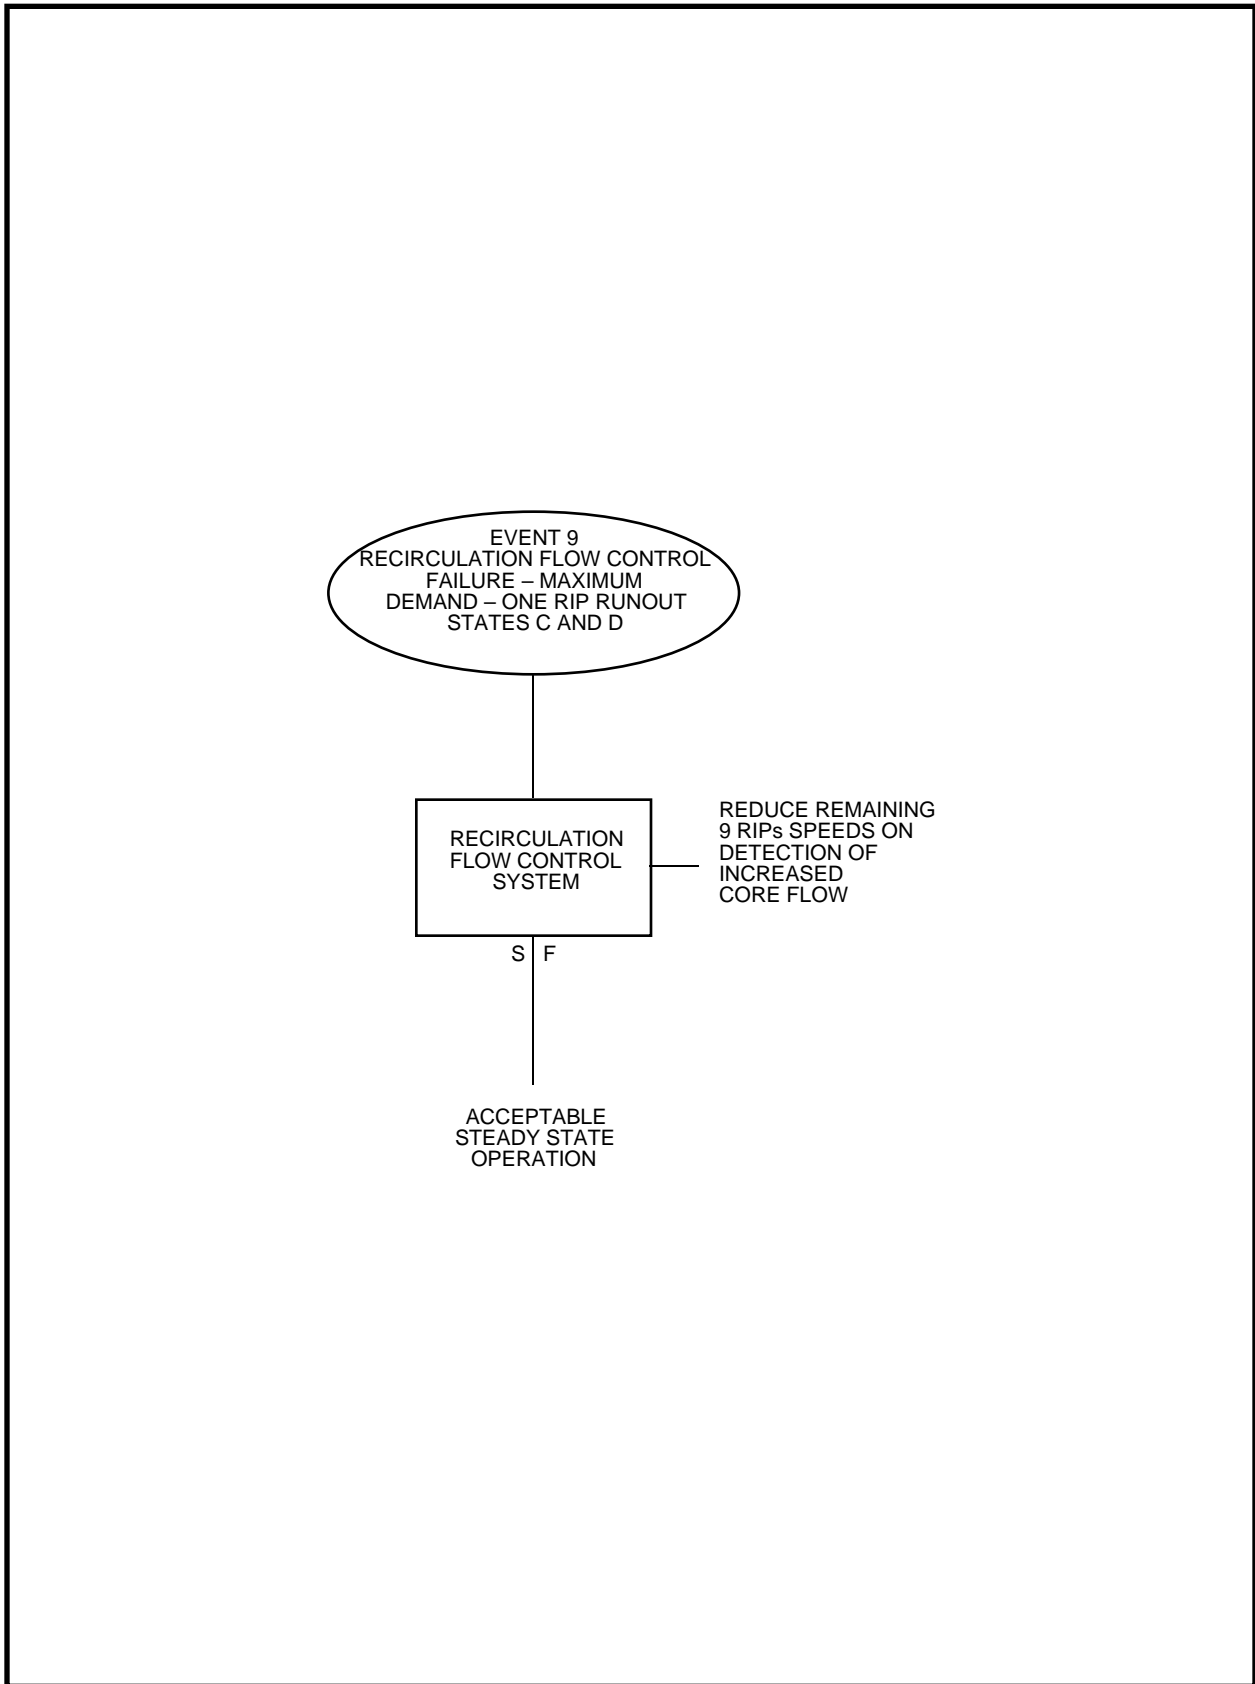 EVENT 9
RECIRCULATION FLOW CONTROL
FAILURE – MAXIMUM
DEMAND – ONE RIP RUNOUT
STATES C AND D
RECIRCULATION
FLOW CONTROL
SYSTEM
REDUCE REMAINING
9 RIPs SPEEDS ON
DETECTION OF
INCREASED
CORE FLOW
S F
ACCEPTABLE
STEADY STATE
OPERATION